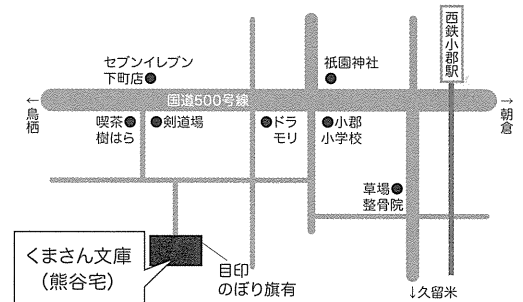 西鉄小郡駅
セブンイレブン
下町店
祇園神社
国道500号線
←鳥栖
→朝倉
喫茶
樹はら
剣道場
ドラ
モリ
小郡
小学校
草場
整骨院
くまさん文庫
(熊谷宅)
目印
のぼり旗有
↓久留米